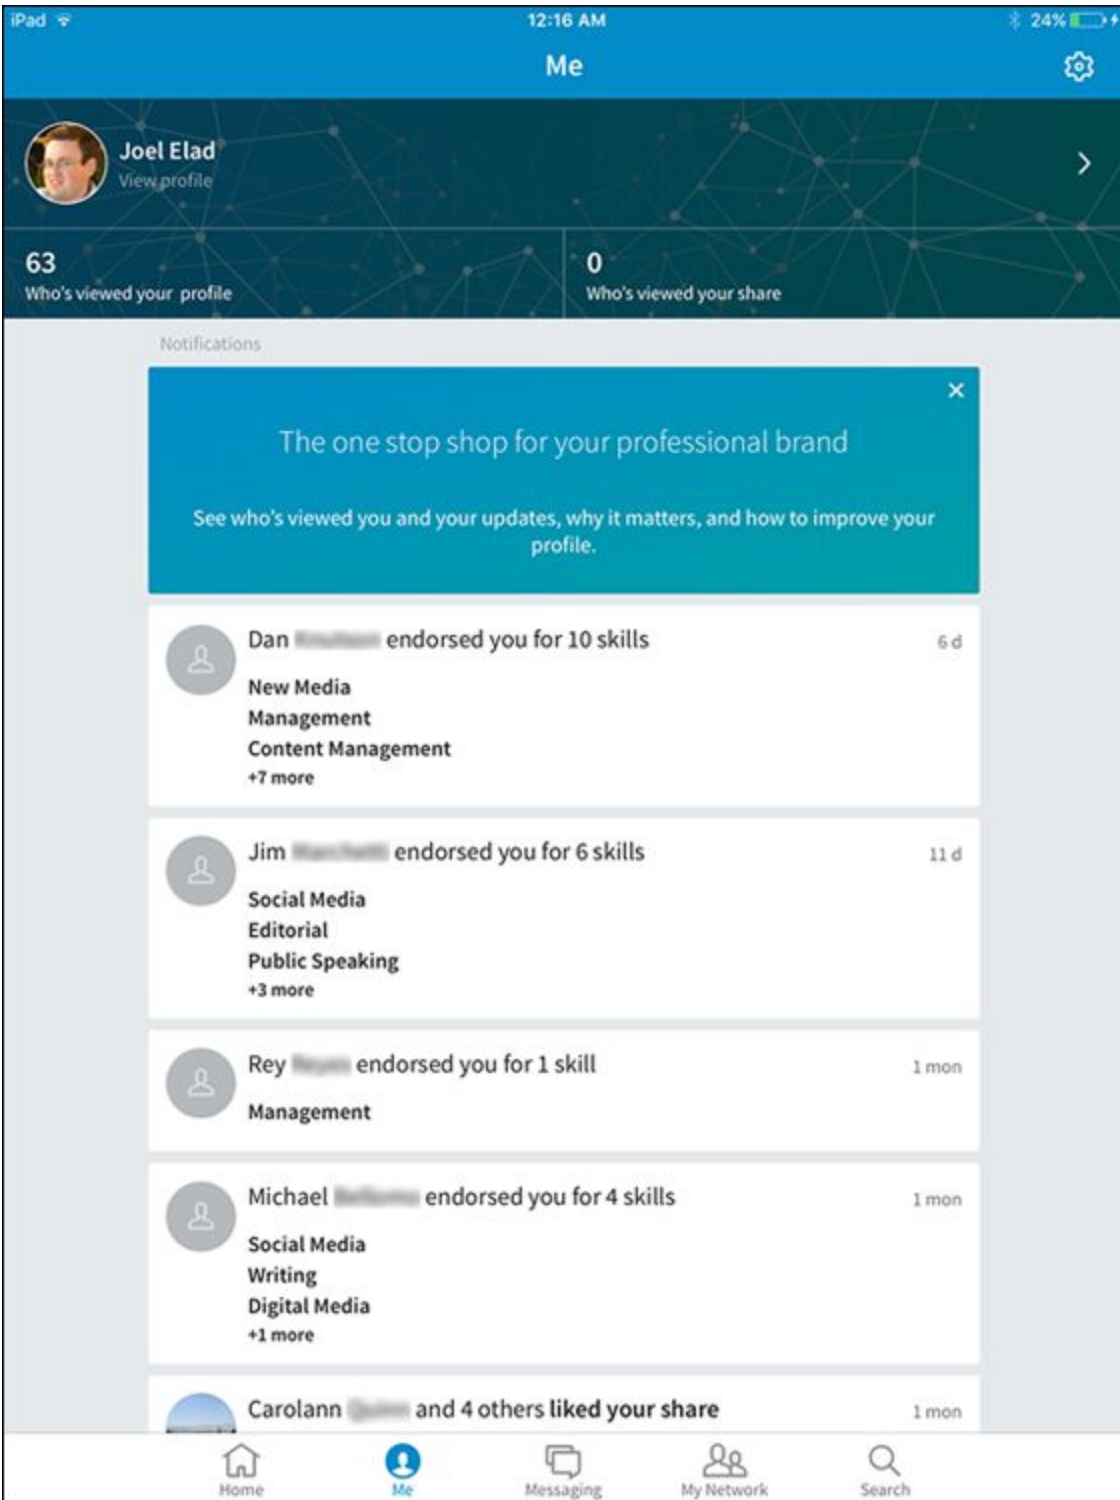 iPad
12:16 AM
24%
Me
Joel Elad
View profile
63
Who's viewed your profile
0
Who's viewed your share
Notifications
The one stop shop for your professional brand
See who's viewed you and your updates, why it matters, and how to improve your
profile.
Dan endorsed you for 10 skills
6 d
New Media
Management
Content Management
+7 more
Jim endorsed you for 6 skills
11 d
Social Media
Editorial
Public Speaking
+3 more
Rey endorsed you for 1 skill
1 mon
Management
Michael endorsed you for 4 skills
1 mon
Social Media
Writing
Digital Media
+1 more
Carolann and 4 others liked your share
1 mon
Home
Me
Messaging
My Network
Search